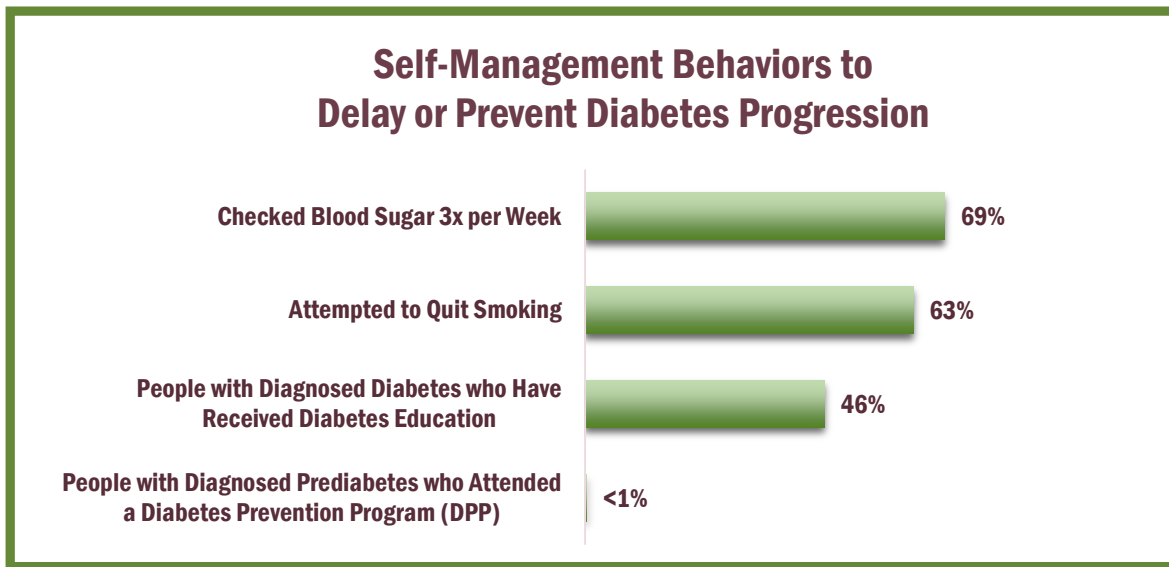 Self-Management Behaviors to
Delay or Prevent Diabetes Progression
Checked Blood Sugar 3x per Week
69%
Attempted to Quit Smoking
63%
People with Diagnosed Diabetes who Have
Received Diabetes Education
46%
People with Diagnosed Prediabetes who Attended
a Diabetes Prevention Program (DPP)
<1%